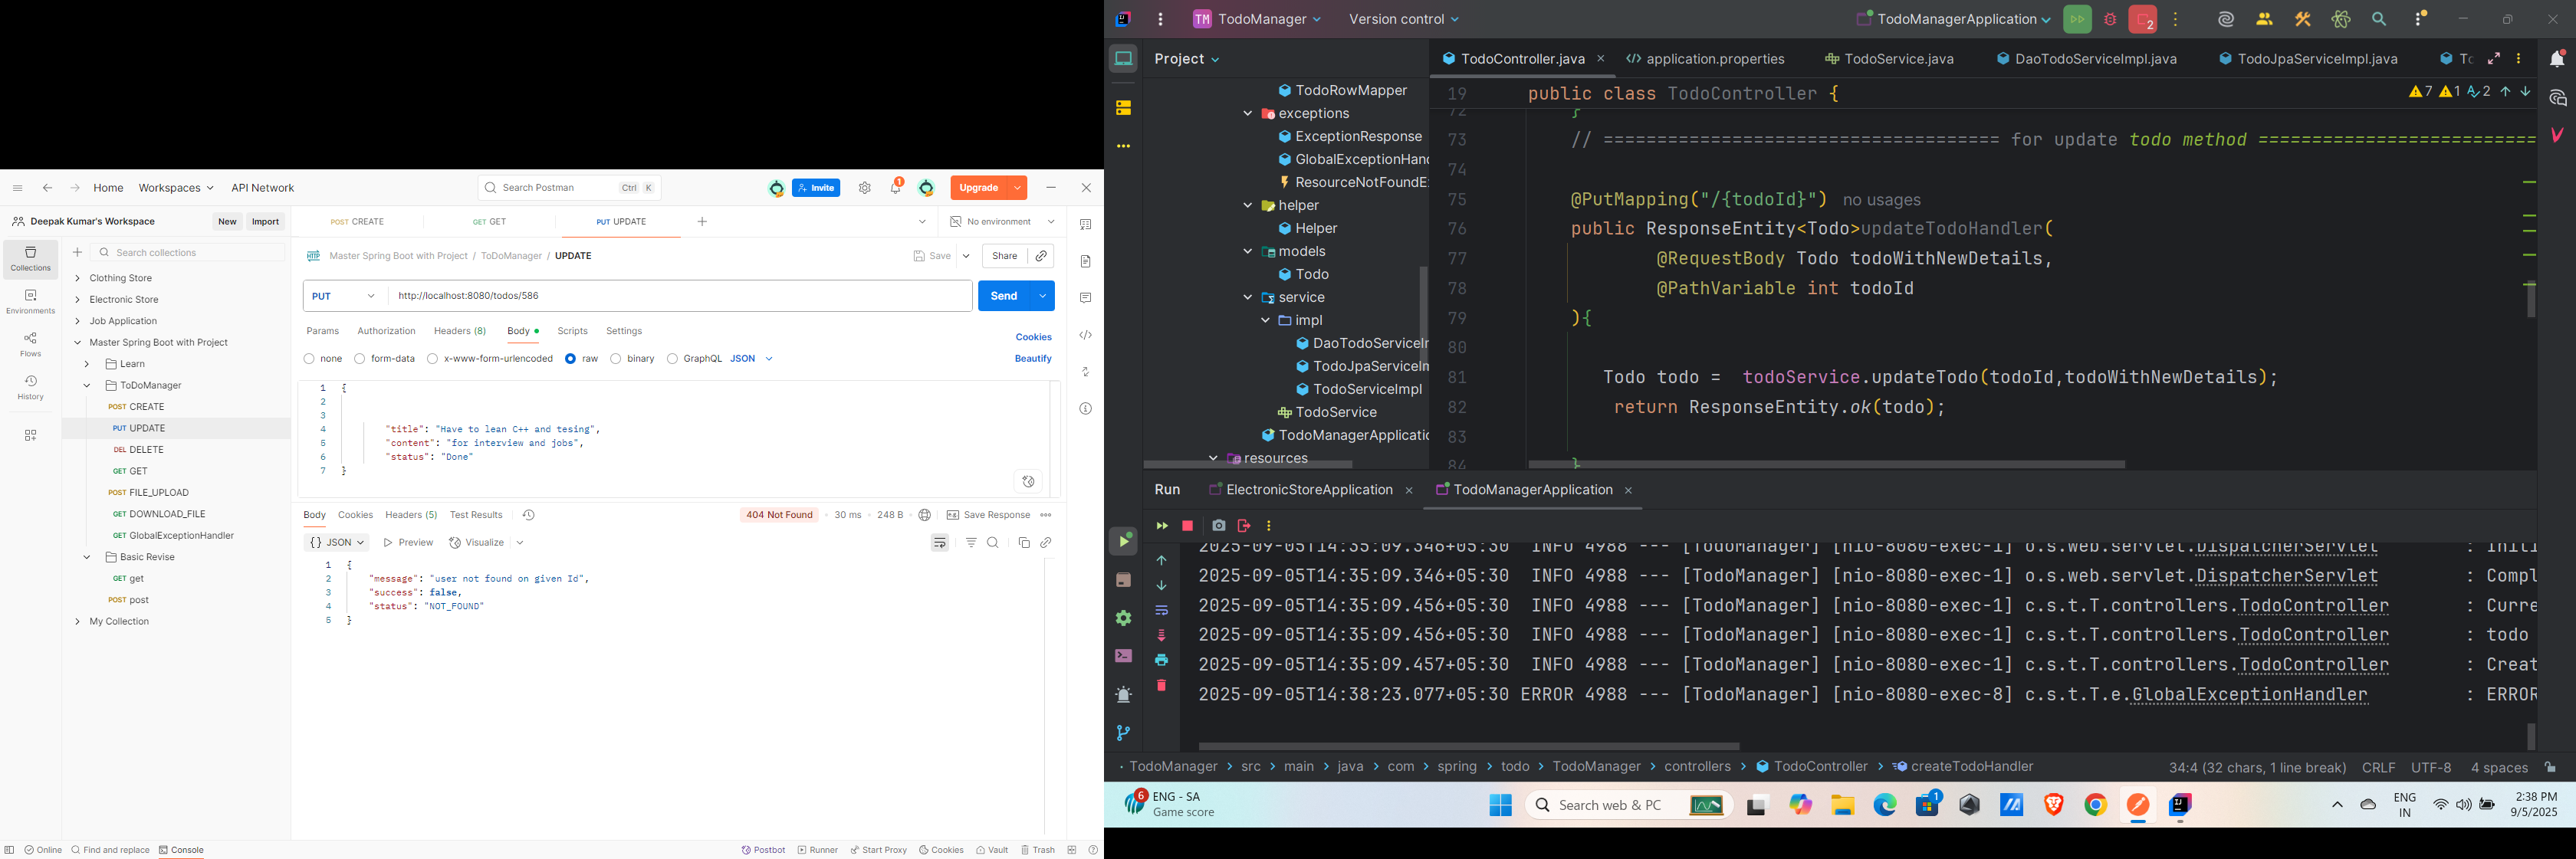 Home Workspaces API Network Search Postman Ctrl K Invite 1 Upgrade
Deepak Kumar's Workspace New Import
POST CREATE GET GET PUT UPDATE No environment
Collections
Environments
Flows
History
Search collections
Clothing Store
Electronic Store
Job Application
Master Spring Boot with Project
Learn
ToDoManager
POST CREATE
PUT UPDATE
DEL DELETE
GET GET
POST FILE_UPLOAD
GET DOWNLOAD_FILE
GET GlobalExceptionHandler
Basic Revise
GET get
POST post
My Collection
HTTP Master Spring Boot with Project / ToDoManager / UPDATE Save Share
PUT http://localhost:8080/todos/586 Send
Params Authorization Headers (8) Body Scripts Settings Cookies
none form-data x-www-form-urlencoded raw binary GraphQL JSON Beautify
1 {
2
3
4 "title": "Have to lean C++ and tesing",
5 "content": "for interview and jobs",
6 "status": "Done"
7 }
Body Cookies Headers (5) Test Results 404 Not Found 30 ms 248 B Save Response
{} JSON Preview Visualize
1 {
2 "message": "user not found on given Id",
3 "success": false,
4 "status": "NOT_FOUND"
5 }
Online Find and replace Console Postbot Runner Start Proxy Cookies Vault Trash
TM TodoManager Version control TodoManagerApplication 2
Project
TodoRowMapper
exceptions
ExceptionResponse
GlobalExceptionHand
ResourceNotFoundE
helper
Helper
models
Todo
service
impl
DaoTodoServiceIm
TodoJpaServiceIm
TodoServiceImpl
TodoService
TodoManagerApplicatio
resources
TodoController.java application.properties TodoService.java DaoTodoServiceImpl.java TodoJpaServiceImpl.java
19 public class TodoController { 7 1 2
72 }
73 // ===================================== for update todo method ==========================
74
75 @PutMapping("/{todoId}") no usages
76 public ResponseEntity<Todo>updateTodoHandler(
77 @RequestBody Todo todoWithNewDetails,
78 @PathVariable int todoId
79 ){
80
81 Todo todo = todoService.updateTodo(todoId,todoWithNewDetails);
82 return ResponseEntity.ok(todo);
83
84 }
Run ElectronicStoreApplication TodoManagerApplication
2025-09-05T14:35:09.346+05:30 INFO 4988 --- [TodoManager] [nio-8080-exec-1] o.s.web.servlet.DispatcherServlet : Initi
2025-09-05T14:35:09.346+05:30 INFO 4988 --- [TodoManager] [nio-8080-exec-1] o.s.web.servlet.DispatcherServlet : Compl
2025-09-05T14:35:09.456+05:30 INFO 4988 --- [TodoManager] [nio-8080-exec-1] c.s.t.T.controllers.TodoController : Curre
2025-09-05T14:35:09.456+05:30 INFO 4988 --- [TodoManager] [nio-8080-exec-1] c.s.t.T.controllers.TodoController : todo
2025-09-05T14:35:09.457+05:30 INFO 4988 --- [TodoManager] [nio-8080-exec-1] c.s.t.T.controllers.TodoController : Creat
2025-09-05T14:38:23.077+05:30 ERROR 4988 --- [TodoManager] [nio-8080-exec-8] c.s.t.T.e.GlobalExceptionHandler : ERROR
TodoManager > src > main > java > com > spring > todo > TodoManager > controllers > TodoController > createTodoHandler 34:4 (32 chars, 1 line break) CRLF UTF-8 4 spaces
6 ENG - SA
Game score
Search web & PC 1
ENG
IN
2:38 PM
9/5/2025